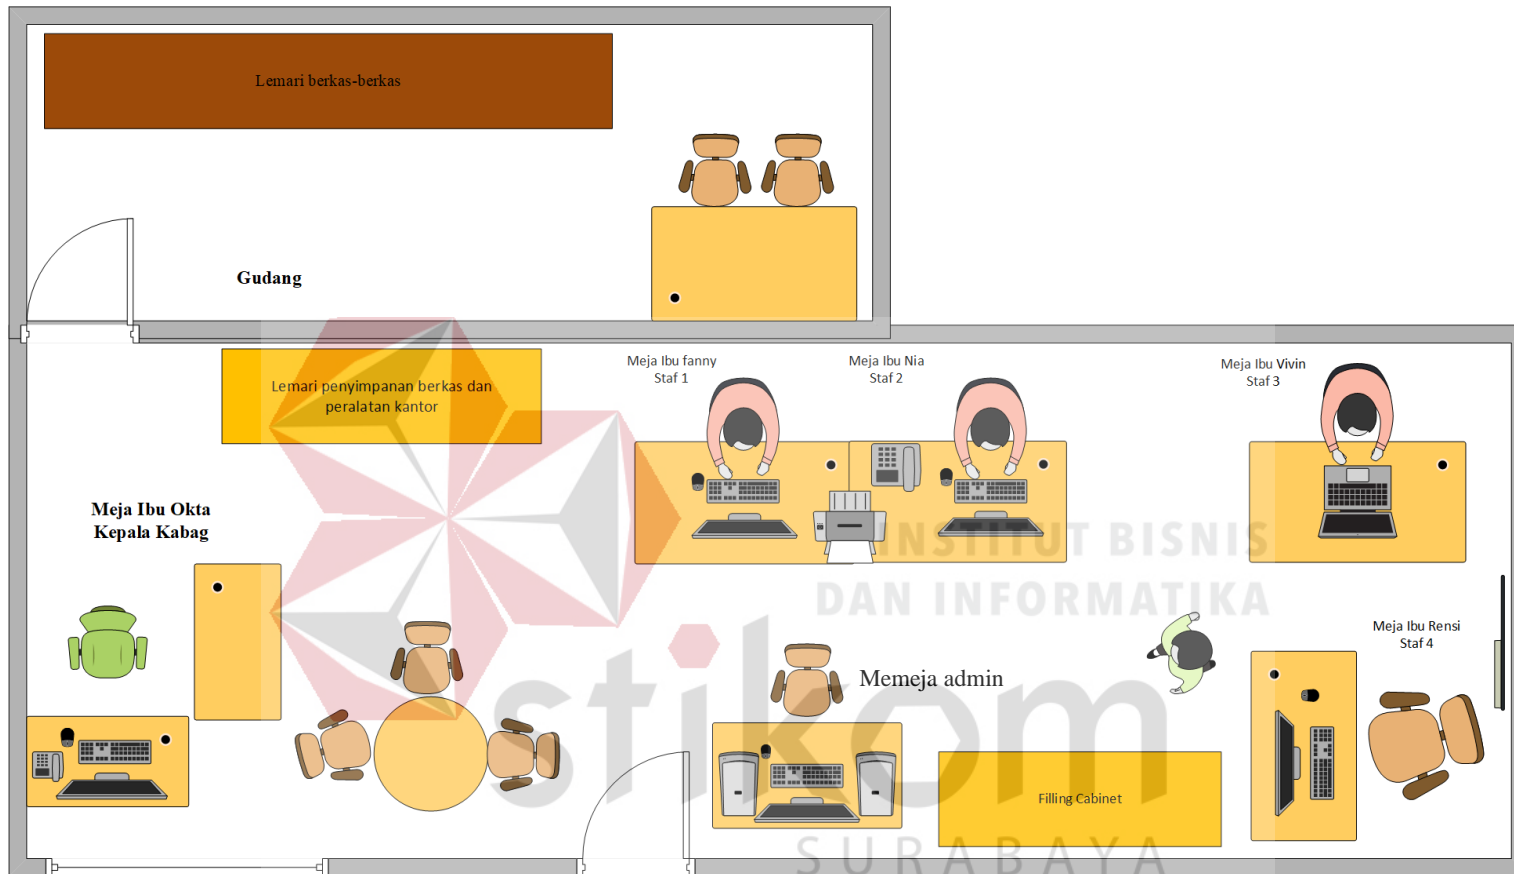 Lemari berkas-berkas
Gudang
Lemari penyimpanan berkas dan
peralatan kantor
Meja Ibu fanny
Staf 1
Meja Ibu Nia
Staf 2
Meja Ibu Vivin
Staf 3
Meja Ibu Okta
Kepala Kabag
INSTITUT BISNIS
DAN INFORMATIKA
Meja Ibu Rensi
Staf 4
Memeja admin
stikom
Filling Cabinet
SURABAYA